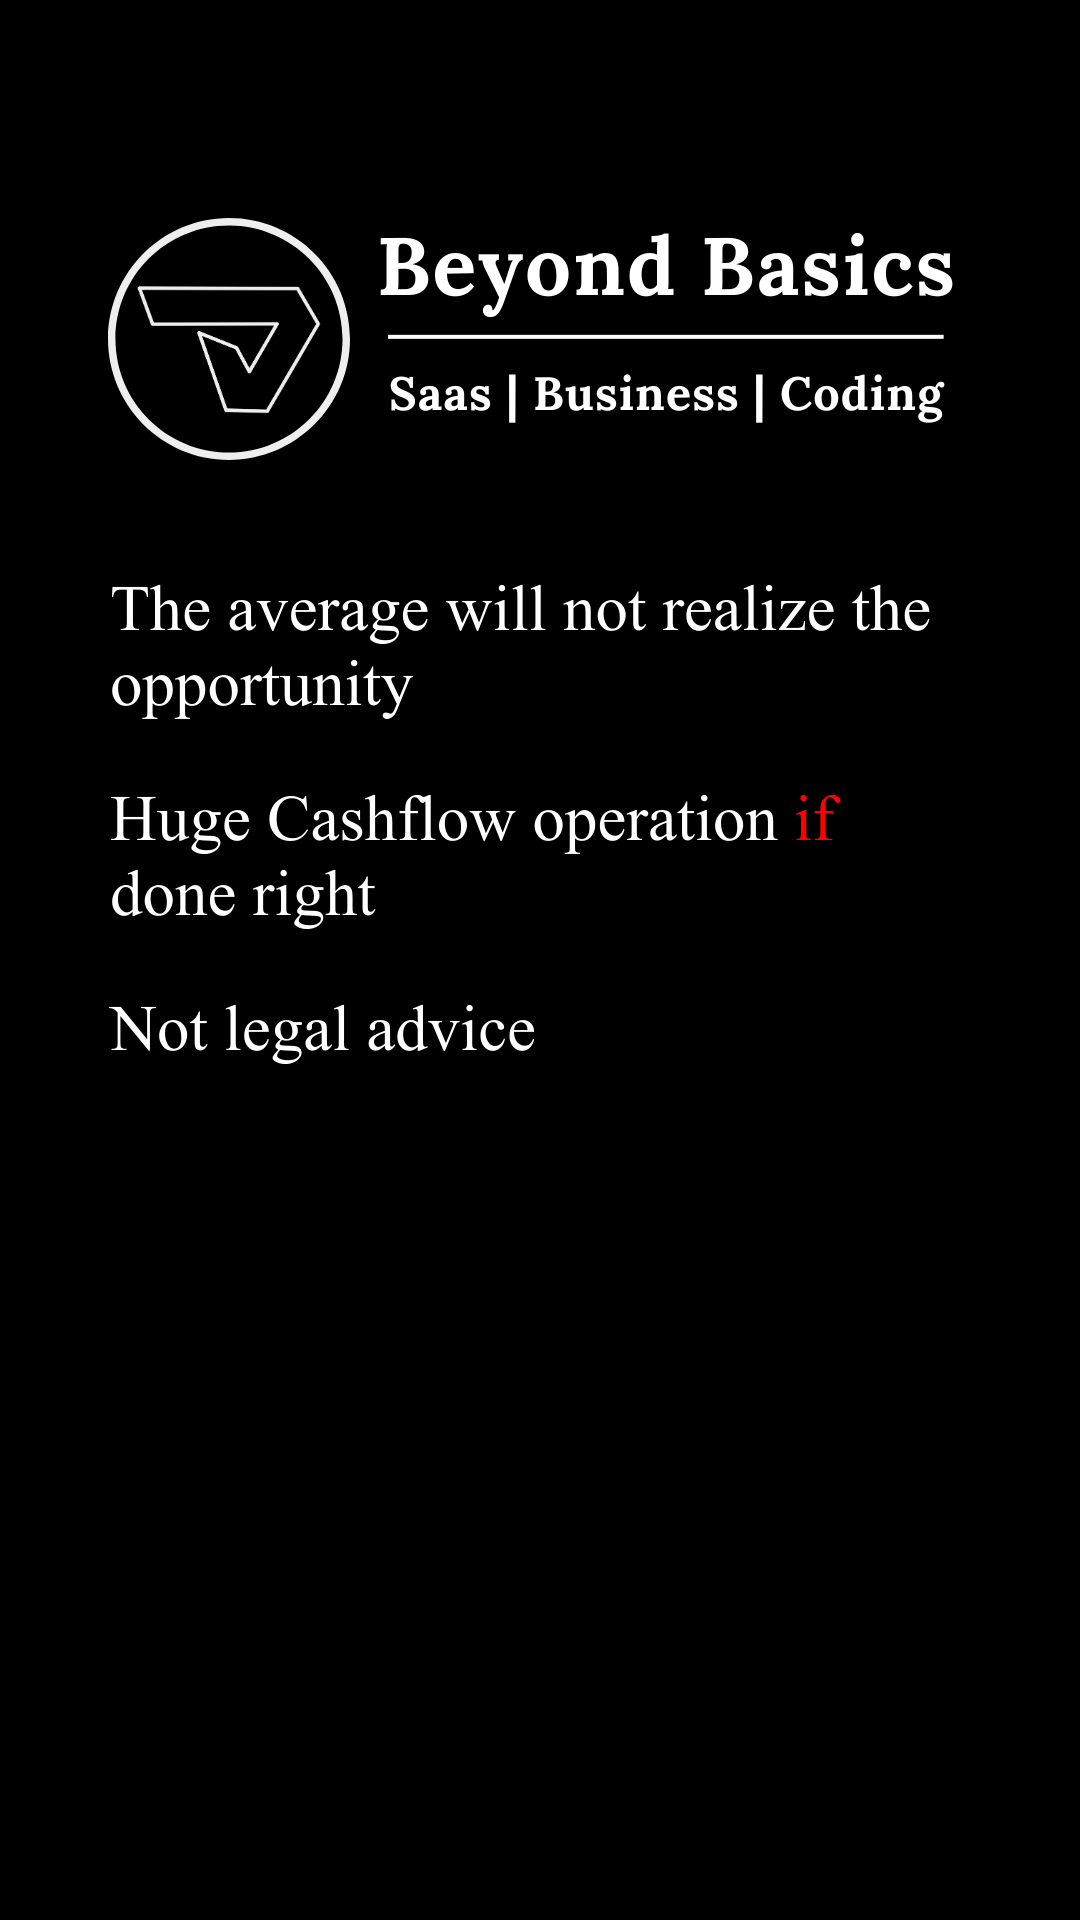 Beyond Basics
Saas | Business | Coding
The average will not realize the
opportunity
Huge Cashflow operation if
done right
Not legal advice